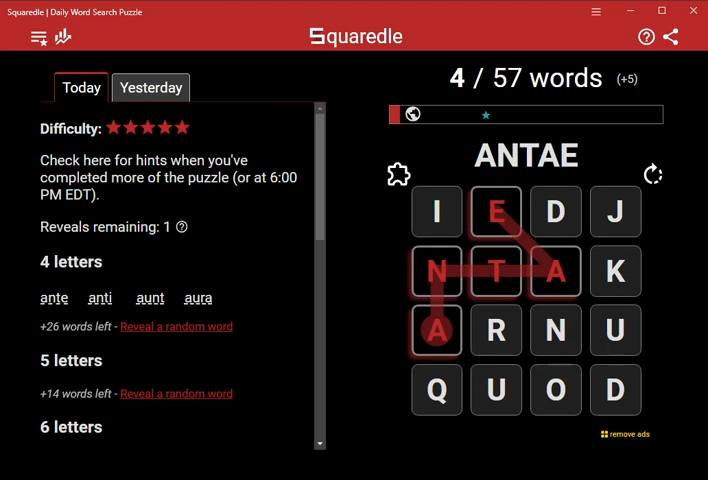 Squaredle | Daily Word Search Puzzle
Squaredle
Today Yesterday
Difficulty:
Check here for hints when you've
completed more of the puzzle (or at 6:00
PM EDT).
Reveals remaining: 1
4 letters
ante anti aunt aura
+26 words left - Reveal a random word
5 letters
+14 words left - Reveal a random word
6 letters
4 / 57 words (+5)
ANTAE
I E D J
N T A K
A R N U
Q U O D
remove ads